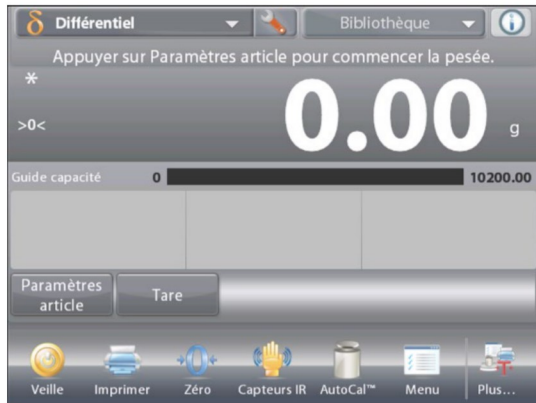 δ Différentiel Bibliothèque
Appuyer sur Paramètres article pour commencer la pesée.
*
>0< 0.00 g
Guide capacité 0 10200.00
Paramètres
article
Tare
Veille Imprimer Zéro Capteurs IR AutoCal™ Menu Plus...